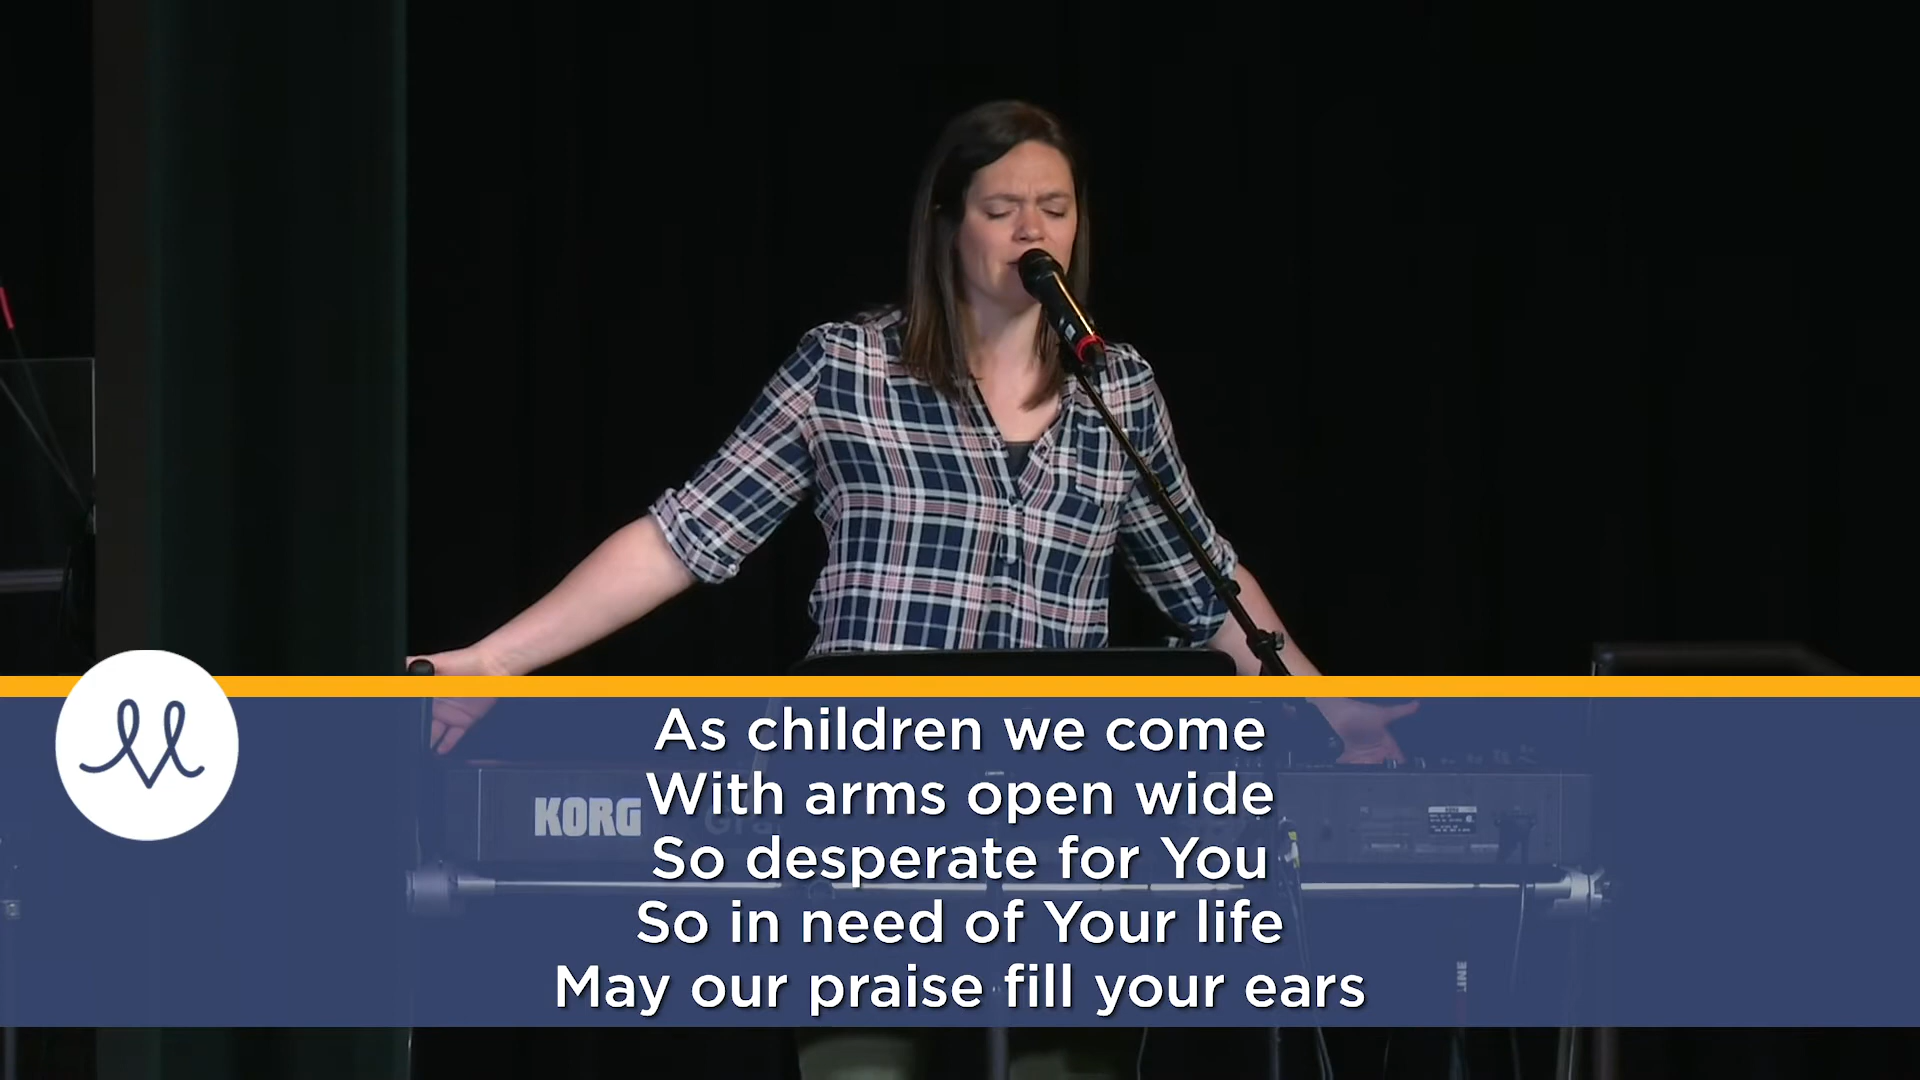 As children we come
With arms open wide
KORG
So desperate for You
So in need of Your life
May our praise fill your ears